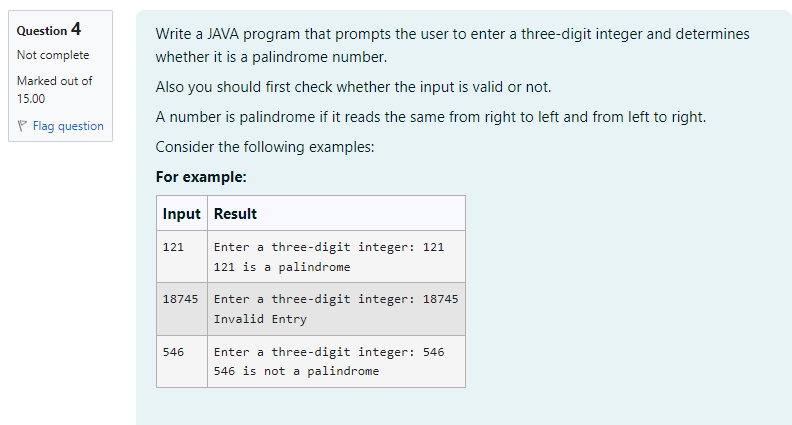 Question 4
Not complete
Marked out of
15.00
Flag question
Write a JAVA program that prompts the user to enter a three-digit integer and determines
whether it is a palindrome number.
Also you should first check whether the input is valid or not.
A number is palindrome if it reads the same from right to left and from left to right.
Consider the following examples:
For example:
Input Result
121 Enter a three-digit integer: 121
121 is a palindrome
18745 Enter a three-digit integer: 18745
Invalid Entry
546 Enter a three-digit integer: 546
546 is not a palindrome